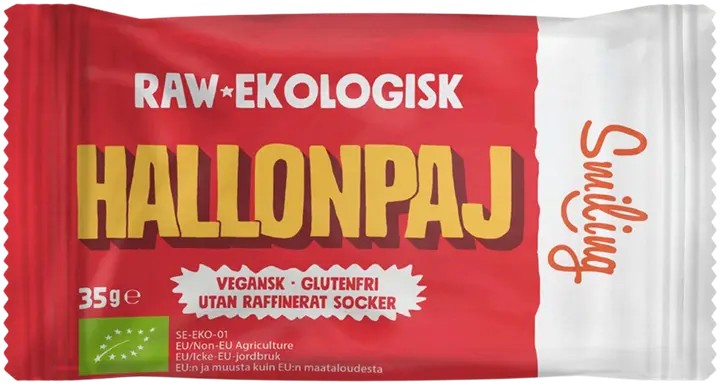 RAW★EKOLOGISK
HALLONPAJ
VEGANSK · GLUTENFRI
UTAN RAFFINERAT SOCKER
35g℮
SE-EKO-01
EU/Non-EU Agriculture
EU/Icke-EU-jordbruk
EU:n ja muusta kuin EU:n maataloudesta
Smiling